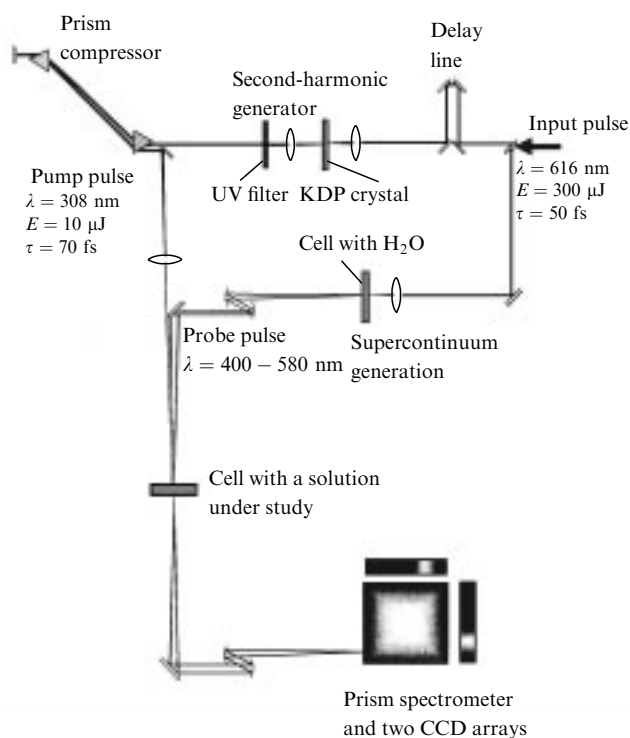 Prism
compressor
Delay
line
Second-harmonic
generator
Input pulse
λ = 616 nm
E = 300 μJ
τ = 50 fs
UV filter
KDP crystal
Pump pulse
λ = 308 nm
E = 10 μJ
τ = 70 fs
Cell with H₂O
Probe pulse
λ = 400 − 580 nm
Supercontinuum
generation
Cell with a solution
under study
Prism spectrometer
and two CCD arrays